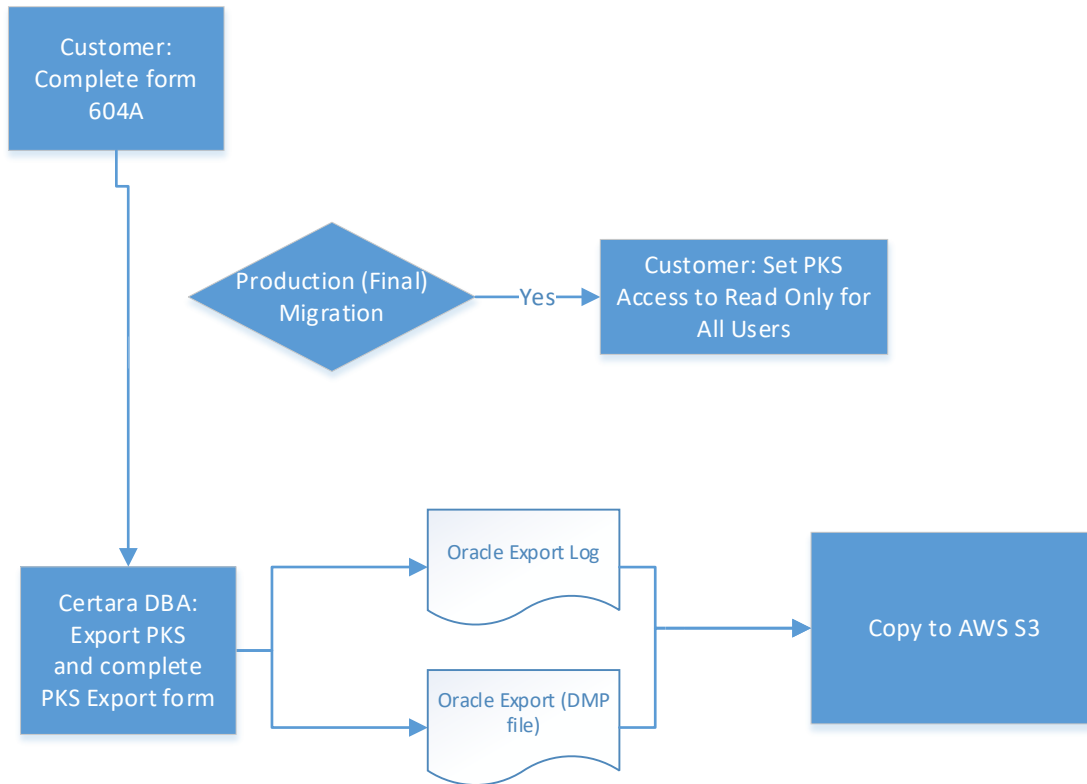 Customer:
Complete form
604A
Production (Final)
Migration
Yes
Customer: Set PKS
Access to Read Only for
All Users
Certara DBA:
Export PKS
and complete
PKS Export form
Oracle Export Log
Oracle Export (DMP
file)
Copy to AWS S3